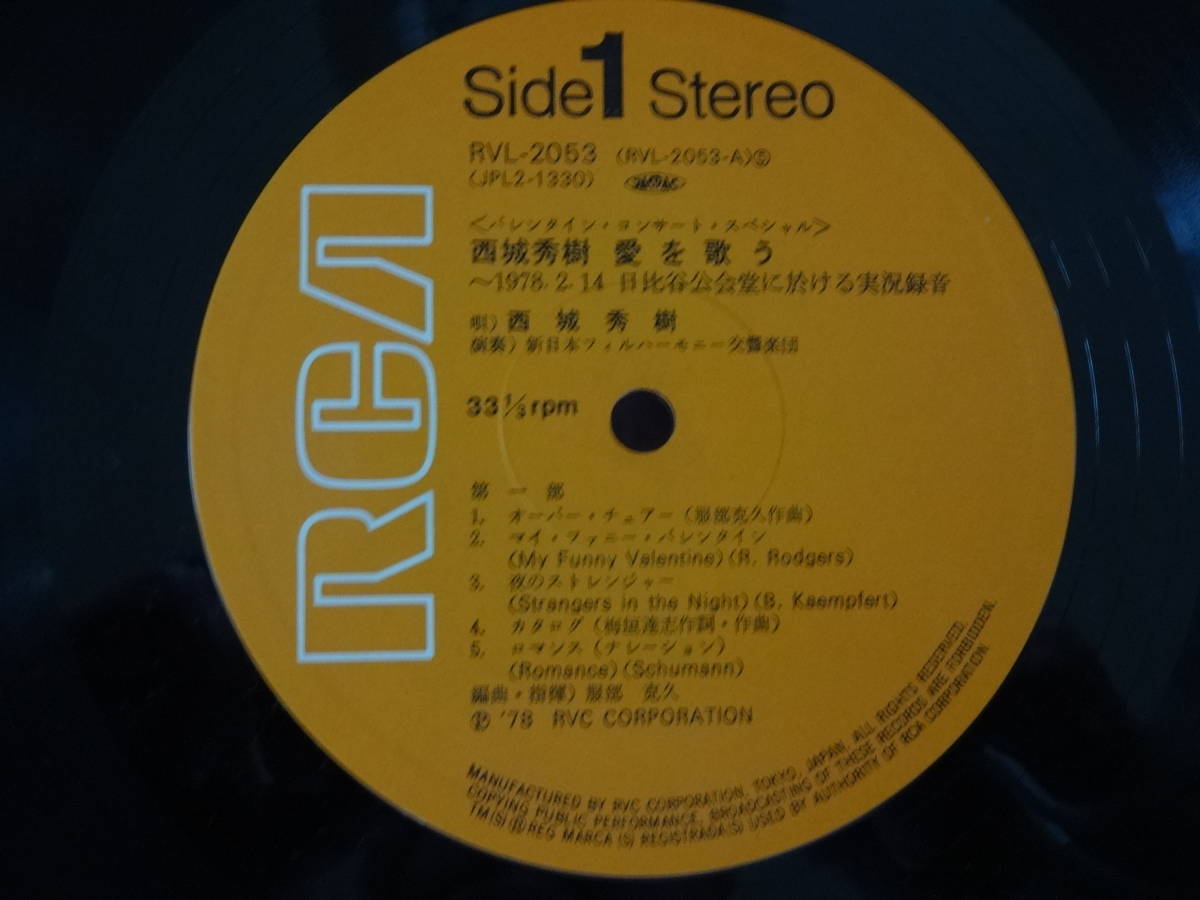 RCA
Side 1 Stereo
RVL-2053 (RVL-2053-A)Ⓢ
(JPL2-1330)
<バレンタイン・コンサート・スペシャル>
西城秀樹 愛を歌う
～1978.2.14 日比谷公会堂に於ける実況録音
唄) 西城秀樹
演奏) 新日本フィルハーモニー交響楽団
33 1/3 rpm
第一部
1. オーバー・チュアー (服部克久作曲)
2. マイ・ファニー・バレンタイン
(My Funny Valentine) (R. Rodgers)
3. 夜のストレンジャー
(Strangers in the Night) (B. Kaempfert)
4. カタログ (梅垣達志作詞・作曲)
5. ロマンス (ナレーション)
(Romance) (Schumann)
編曲・指揮) 服部 克久
Ⓟ '78 RVC CORPORATION
MANUFACTURED BY RVC CORPORATION, TOKYO, JAPAN, ALL RIGHTS RESERVED.
COPYING PUBLIC PERFORMANCE, BROADCASTING OF THESE RECORDS ARE FORBIDDEN.
TM(S) ® REG MARCA (S) REGISTRADA(S) USED BY AUTHORITY OF RCA CORPORATION